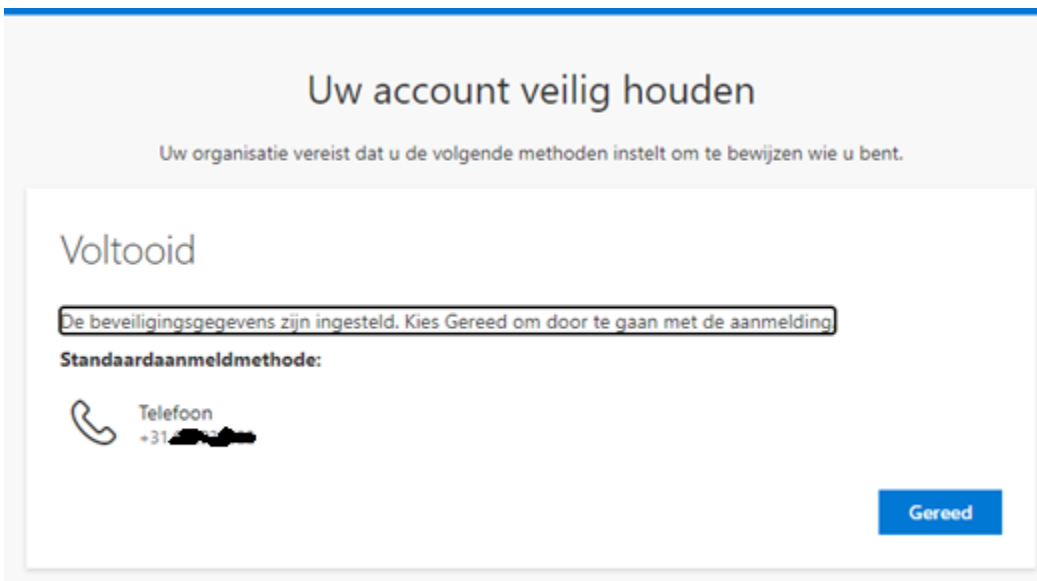 Uw account veilig houden
Uw organisatie vereist dat u de volgende methoden instelt om te bewijzen wie u bent.
Voltooid
De beveiligingsgegevens zijn ingesteld. Kies Gereed om door te gaan met de aanmelding.
Standaardaanmeldmethode:
Telefoon
+31
Gereed